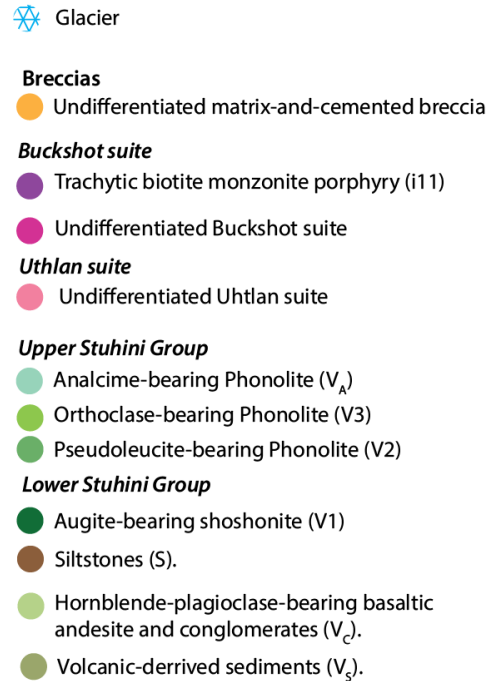 Glacier
Breccias
Undifferentiated matrix-and-cemented breccia
Buckshot suite
Trachytic biotite monzonite porphyry (i11)
Undifferentiated Buckshot suite
Uthlan suite
Undifferentiated Uhtlan suite
Upper Stuhini Group
Analcime-bearing Phonolite (VA)
Orthoclase-bearing Phonolite (V3)
Pseudoleucite-bearing Phonolite (V2)
Lower Stuhini Group
Augite-bearing shoshonite (V1)
Siltstones (S).
Hornblende-plagioclase-bearing basaltic
andesite and conglomerates (VC).
Volcanic-derrived sediments (VS).